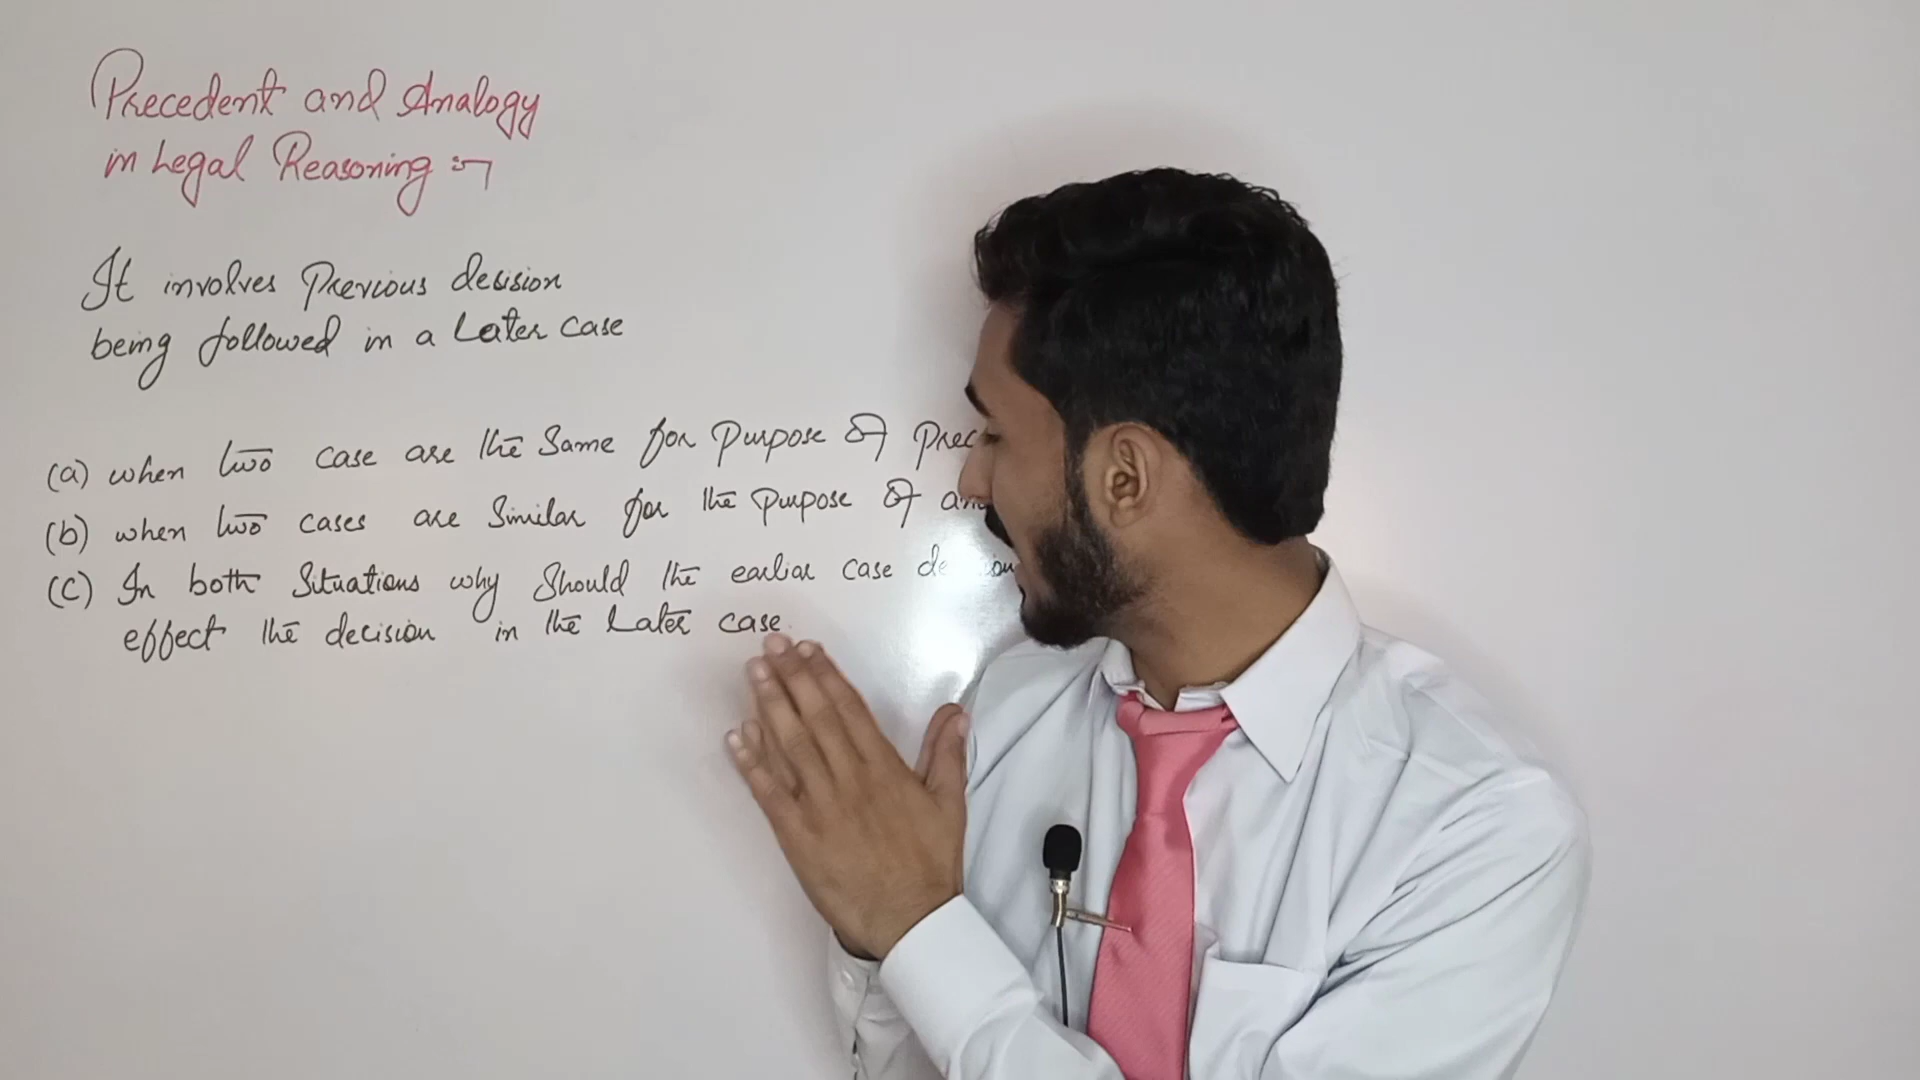 Precedent and Analogy
in Legal Reasoning :-
It involves Previous decision
being followed in a Later case
(a) when two case are the Same for Purpose of
(b) when two cases are Similar for the Purpose of
(c) In both Situations why Should the earlier case
effect the decision in the Later case.